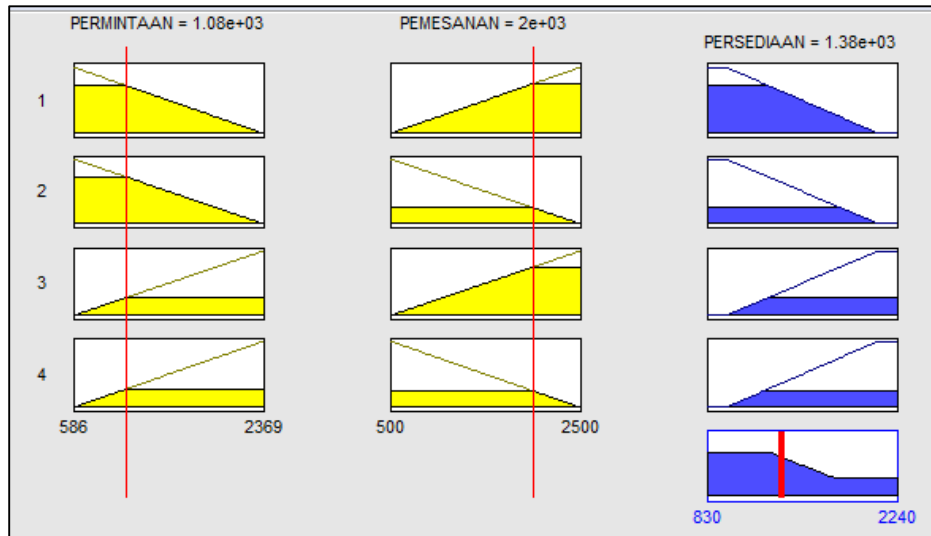 PERMINTAAN = 1.08e+03
PEMESANAN = 2e+03
PERSEDIAAN = 1.38e+03
1
2
3
4
586 2369
500 2500
830 2240